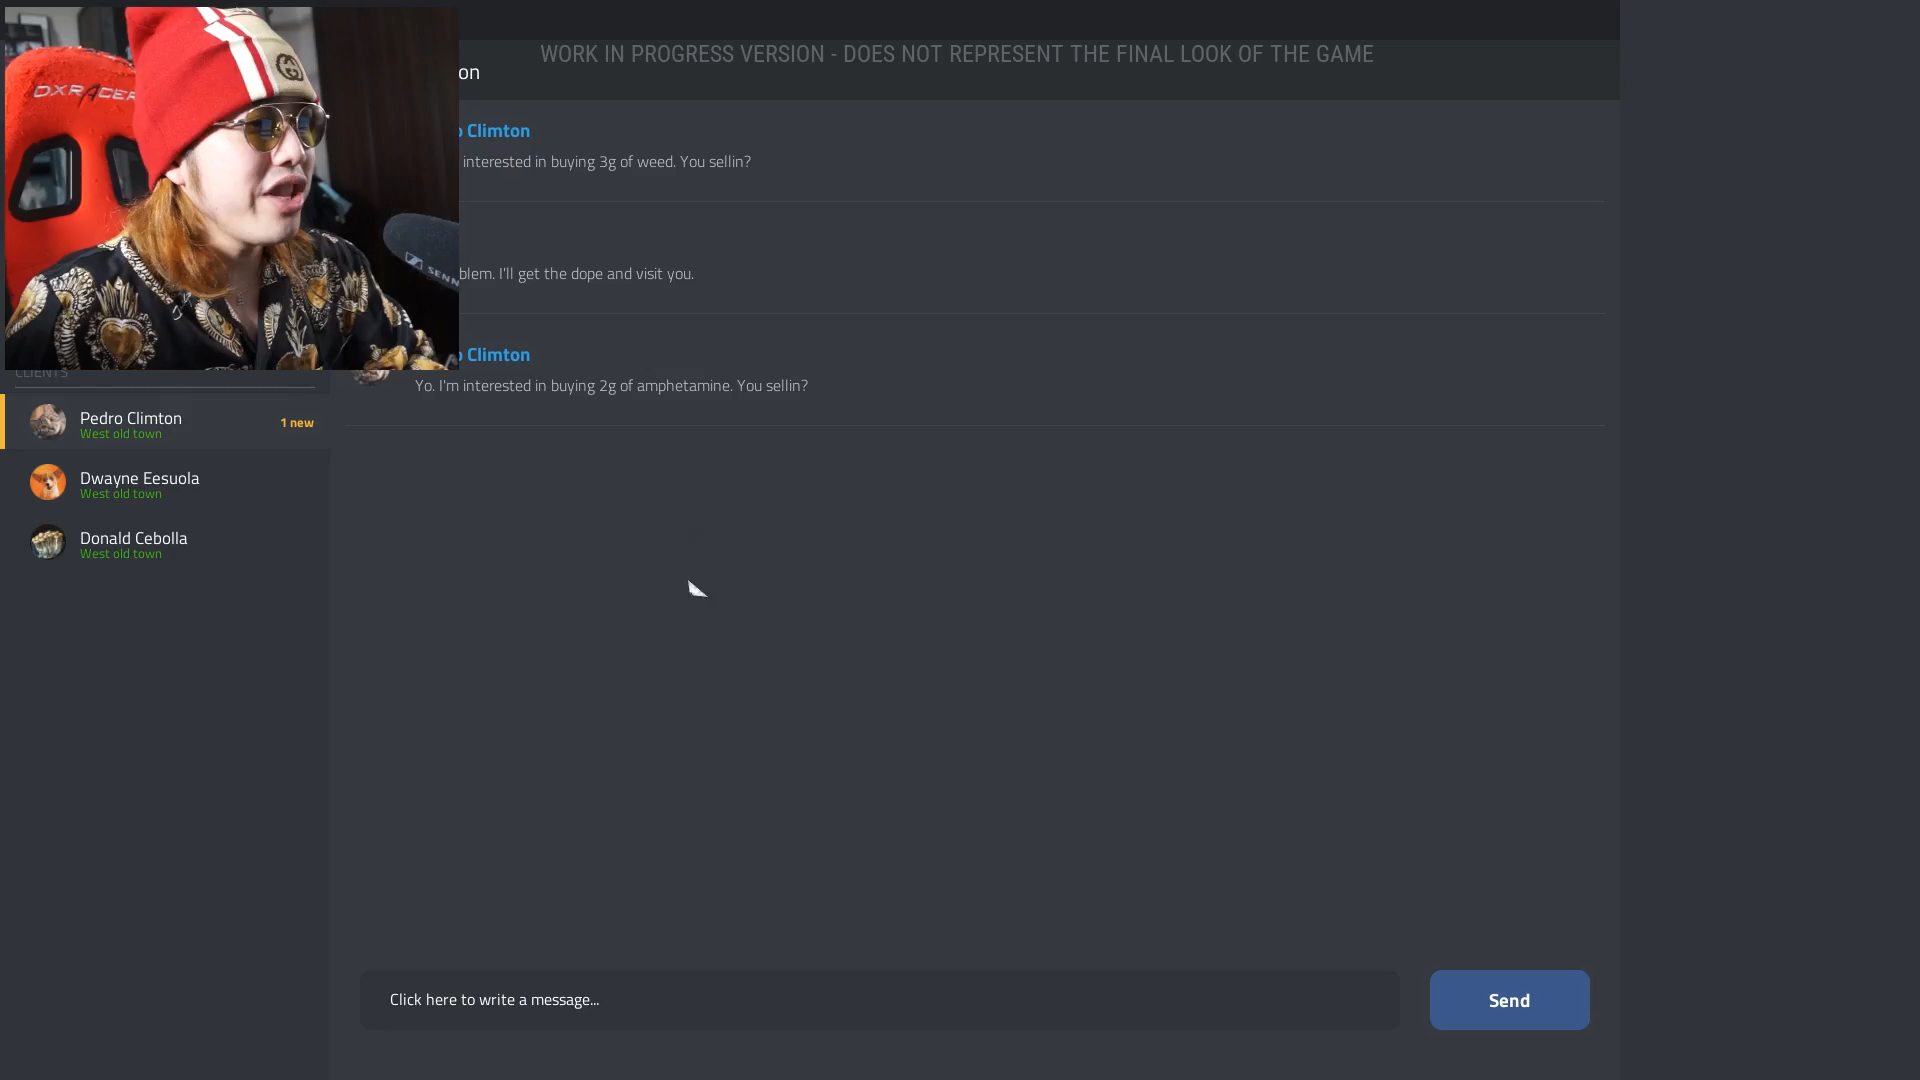 WORK IN PROGRESS VERSION - DOES NOT REPRESENT THE FINAL LOOK OF THE GAME
on
DXRACER
Climton
interested in buying 3g of weed. You sellin?
SENN
blem. I'll get the dope and visit you.
Climton
Yo. I'm interested in buying 2g of amphetamine. You sellin?
CLIENTS
Pedro Climton
1 new
West old town
Dwayne Eesuola
West old town
Donald Cebolla
West old town
Click here to write a message...
Send